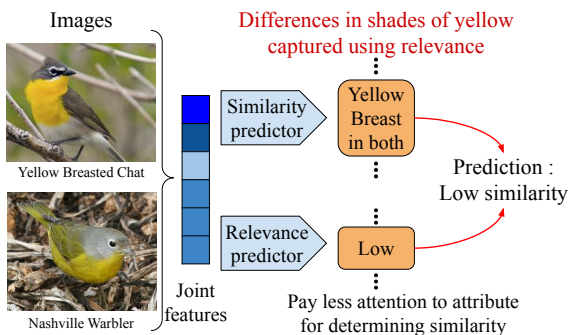 Images
Differences in shades of yellow
captured using relevance
Yellow Breasted Chat
Nashville Warbler
Joint
features
Similarity
predictor
Relevance
predictor
Yellow
Breast
in both
Low
Prediction :
Low similarity
Pay less attention to attribute
for determining similarity